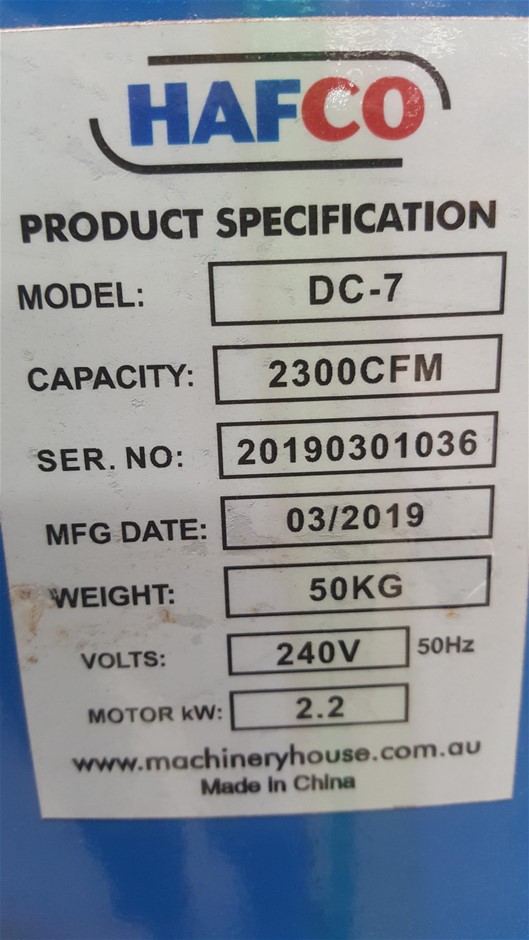 HAFCO
PRODUCT SPECIFICATION
MODEL: DC-7
CAPACITY: 2300CFM
SER. NO: 20190301036
MFG DATE: 03/2019
WEIGHT: 50KG
VOLTS: 240V 50Hz
MOTOR kW: 2.2
www.machineryhouse.com.au
Made In China